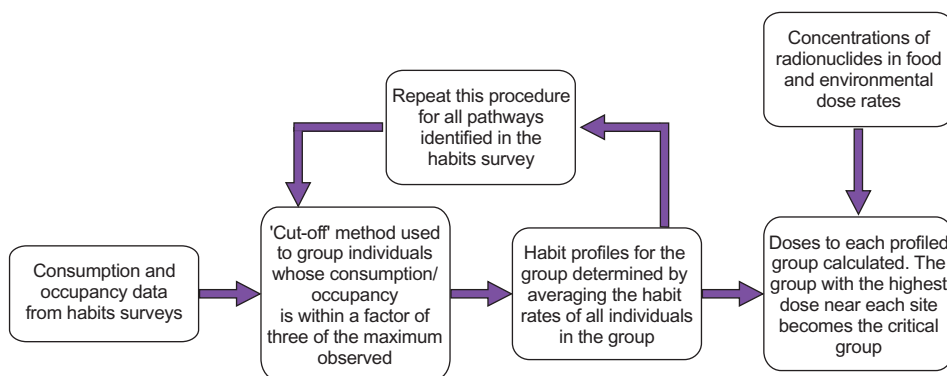 Concentrations of
radionuclides in food
and environmental
dose rates
Repeat this procedure
for all pathways
identified in the
habits survey
Consumption and
occupancy data
from habits surveys
'Cut-off' method used
to group individuals
whose consumption/
occupancy
is within a factor of
three of the maximum
observed
Habit profiles for the
group determined by
averaging the habit
rates of all individuals
in the group
Doses to each profiled
group calculated. The
group with the highest
dose near each site
becomes the critical
group